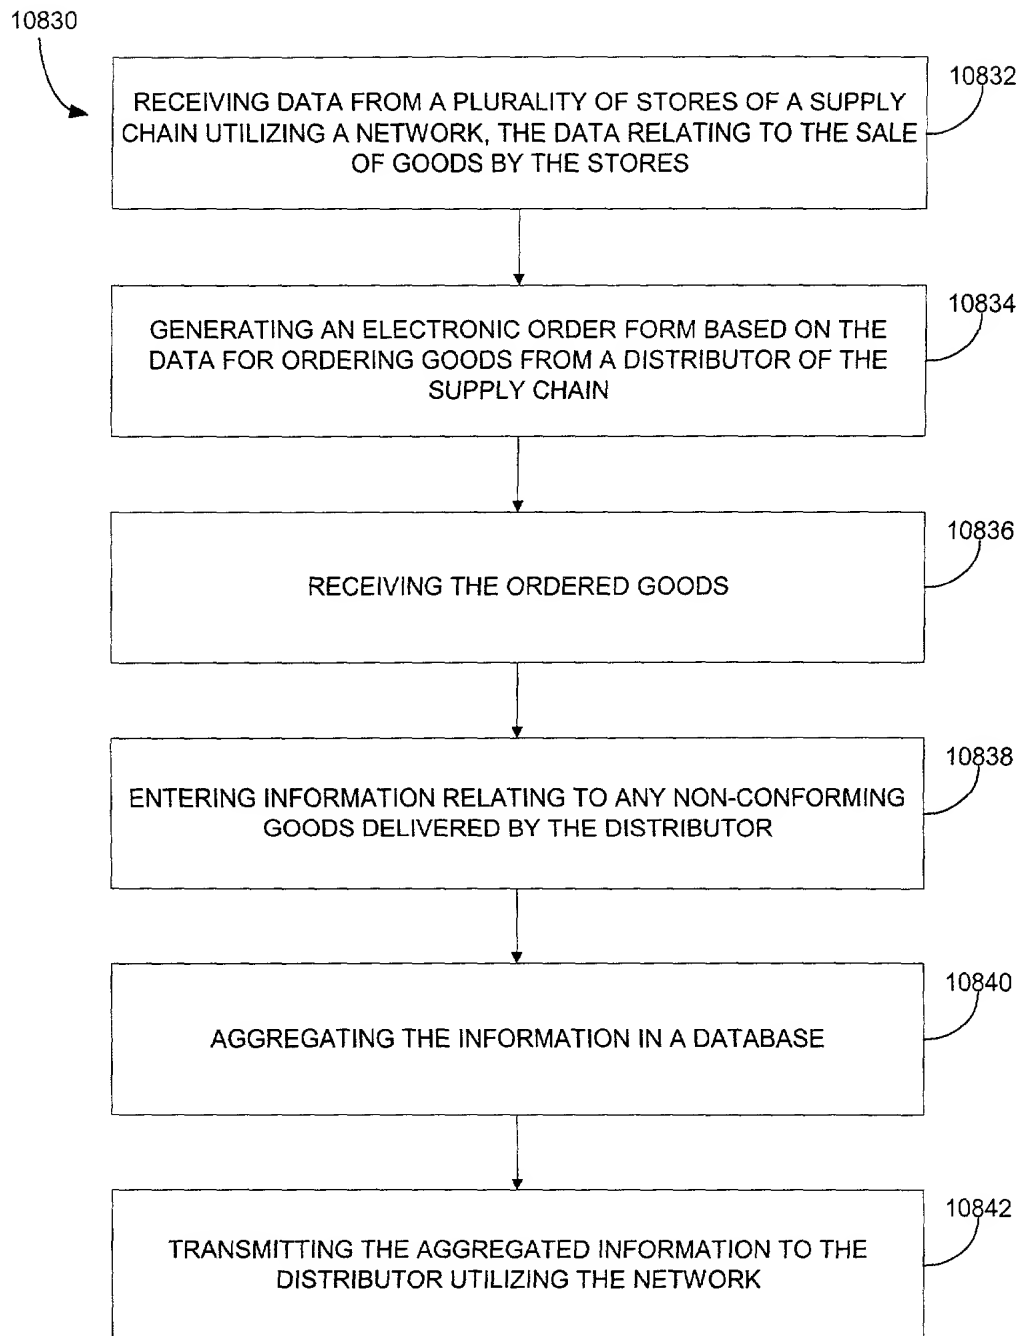 10830
10832
RECEIVING DATA FROM A PLURALITY OF STORES OF A SUPPLY
CHAIN UTILIZING A NETWORK, THE DATA RELATING TO THE SALE
OF GOODS BY THE STORES
10834
GENERATING AN ELECTRONIC ORDER FORM BASED ON THE
DATA FOR ORDERING GOODS FROM A DISTRIBUTOR OF THE
SUPPLY CHAIN
10836
RECEIVING THE ORDERED GOODS
10838
ENTERING INFORMATION RELATING TO ANY NON-CONFORMING
GOODS DELIVERED BY THE DISTRIBUTOR
10840
AGGREGATING THE INFORMATION IN A DATABASE
10842
TRANSMITTING THE AGGREGATED INFORMATION TO THE
DISTRIBUTOR UTILIZING THE NETWORK